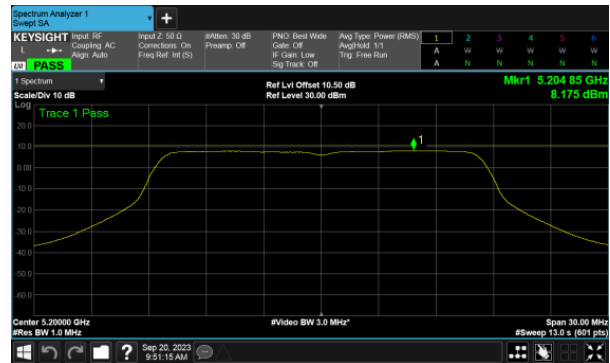 Spectrum Analyzer 1
Swept SA
+
KEYSIGHT Input: RF Input Z: 50 Ω #Atten: 30 dB PNO: Best Wide Avg Type: Power (RMS) 1 2 3 4 5 6
L Coupling: AC Corrections: On Preamp: Off Gate: Off Avg|Hold: 1/1 A W W W W W
Align: Auto Freq Ref: Int (S) IF Gain: Low Trig: Free Run
LXI PASS Sig Track: Off A N N N N N
1 Spectrum Ref Lvl Offset 10.50 dB Mkr1 5.204 85 GHz
Scale/Div 10 dB Ref Level 30.00 dBm 8.175 dBm
Log Trace 1 Pass
20.0
1
10.0
0.00
-10.0
-20.0
-30.0
-40.0
-50.0
-60.0
Center 5.20000 GHz #Video BW 3.0 MHz* Span 30.00 MHz
#Res BW 1.0 MHz #Sweep 13.0 s (601 pts)
? Sep 20, 2023
9:51:15 AM